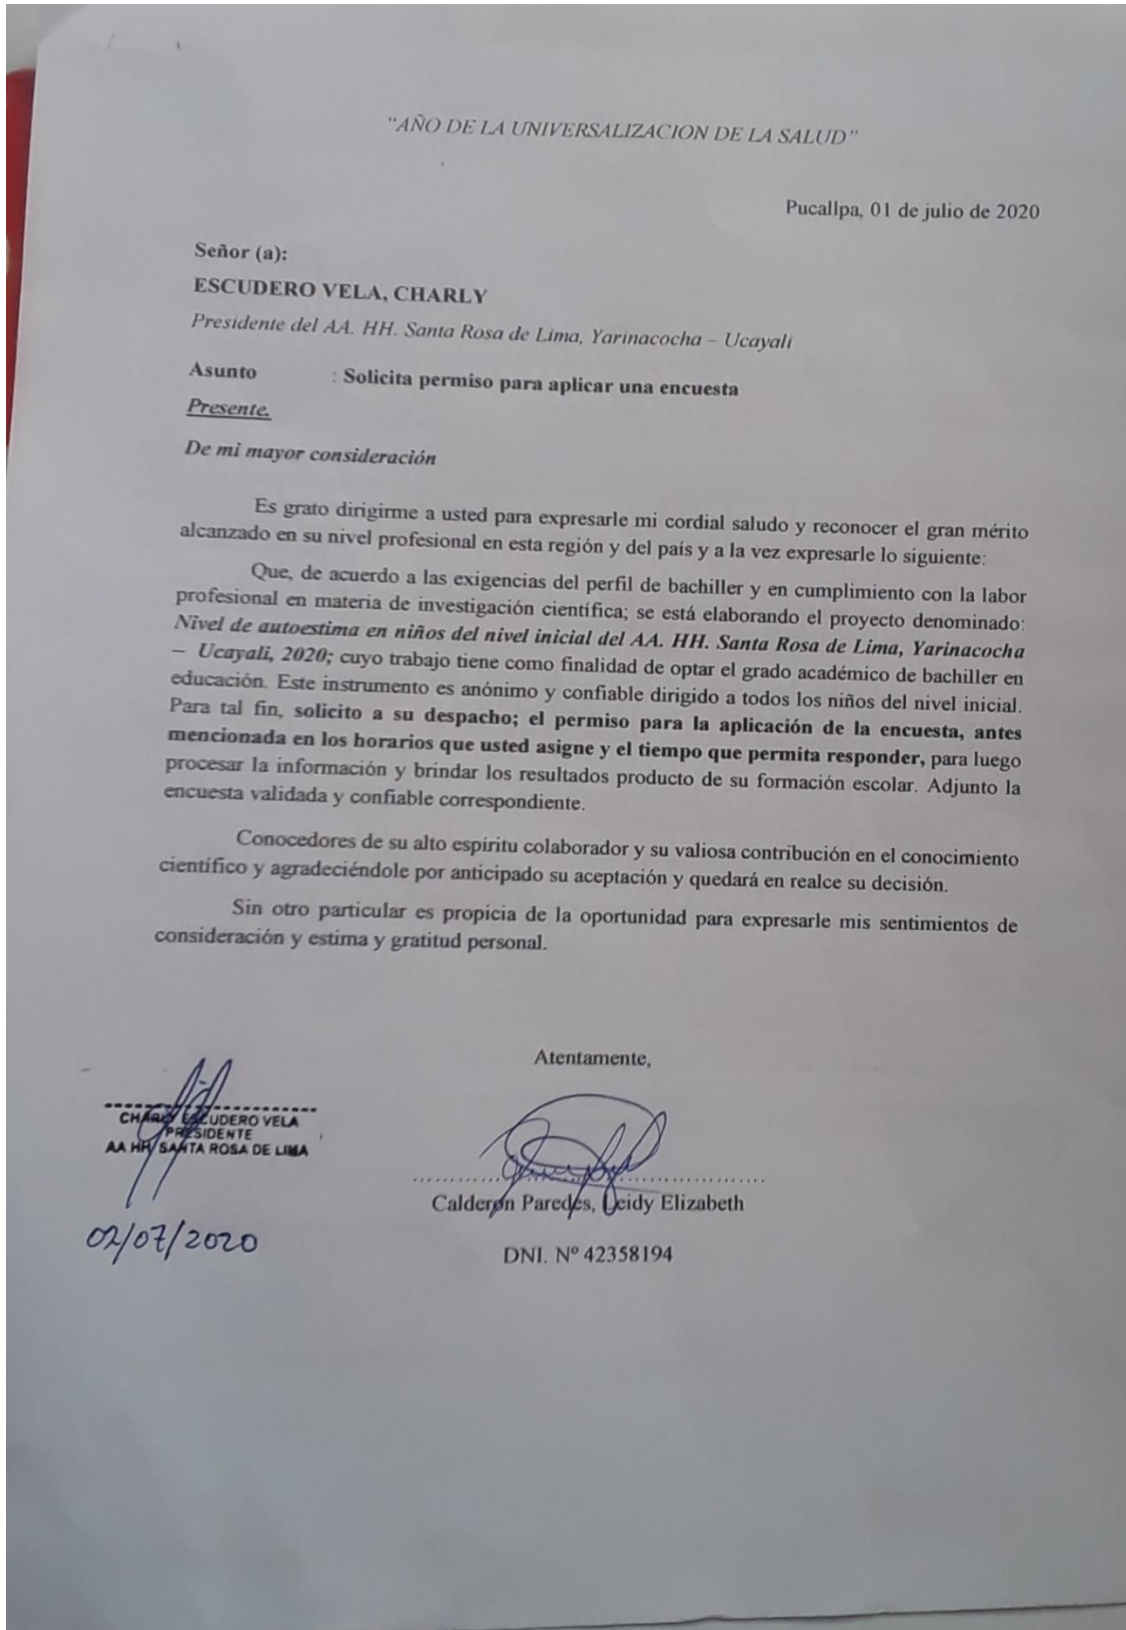 "AÑO DE LA UNIVERSALIZACION DE LA SALUD"
Pucallpa, 01 de julio de 2020
Señor (a):
ESCUDERO VELA, CHARLY
Presidente del AA. HH. Santa Rosa de Lima, Yarinacocha – Ucayali
Asunto : Solicita permiso para aplicar una encuesta
Presente.
De mi mayor consideración
Es grato dirigirme a usted para expresarle mi cordial saludo y reconocer el gran mérito
alcanzado en su nivel profesional en esta región y del país y a la vez expresarle lo siguiente:
Que, de acuerdo a las exigencias del perfil de bachiller y en cumplimiento con la labor
profesional en materia de investigación científica; se está elaborando el proyecto denominado:
Nivel de autoestima en niños del nivel inicial del AA. HH. Santa Rosa de Lima, Yarinacocha
– Ucayali, 2020; cuyo trabajo tiene como finalidad de optar el grado académico de bachiller en
educación. Este instrumento es anónimo y confiable dirigido a todos los niños del nivel inicial.
Para tal fin, solicito a su despacho; el permiso para la aplicación de la encuesta, antes
mencionada en los horarios que usted asigne y el tiempo que permita responder, para luego
procesar la información y brindar los resultados producto de su formación escolar. Adjunto la
encuesta validada y confiable correspondiente.
Conocedores de su alto espiritu colaborador y su valiosa contribución en el conocimiento
científico y agradeciéndole por anticipado su aceptación y quedará en realce su decisión.
Sin otro particular es propicia de la oportunidad para expresarle mis sentimientos de
consideración y estima y gratitud personal.
Atentamente,
CHARLY ESCUDERO VELA
PRESIDENTE
AA HH SANTA ROSA DE LIMA
02/07/2020
Calderon Paredes, Leidy Elizabeth
DNI. Nº 42358194